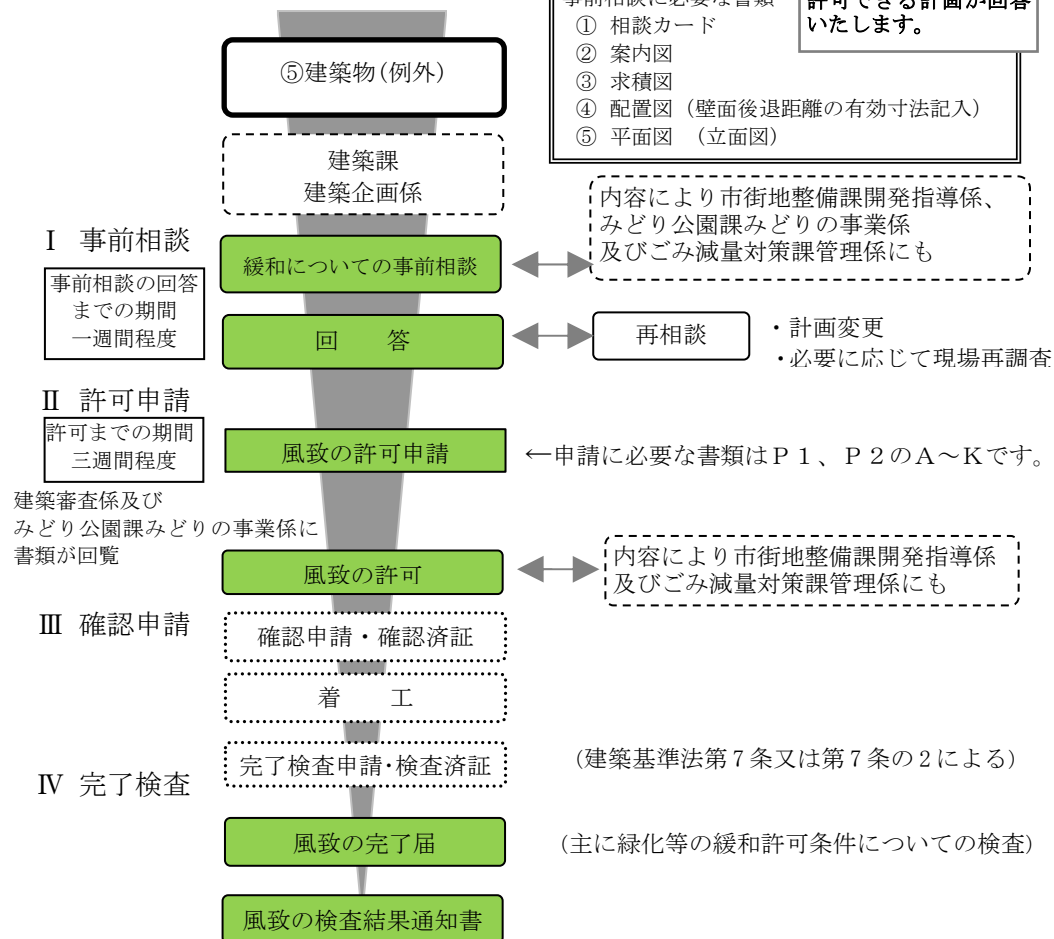 事前相談に必要な書類
許可できる計画か回答
いたします。
① 相談カード
② 案内図
③ 求積図
④ 配置図（壁面後退距離の有効寸法記入）
⑤ 平面図　（立面図）
⑤建築物(例外)
建築課
建築企画係
Ⅰ　事前相談
事前相談の回答
までの期間
一週間程度
緩和についての事前相談
内容により市街地整備課開発指導係、
みどり公園課みどりの事業係
及びごみ減量対策課管理係にも
回　　答
再相談
・計画変更
・必要に応じて現場再調査
Ⅱ　許可申請
許可までの期間
三週間程度
風致の許可申請
←申請に必要な書類はＰ１、Ｐ２のＡ～Ｋです。
建築審査係及び
みどり公園課みどりの事業係に
書類が回覧
風致の許可
内容により市街地整備課開発指導係
及びごみ減量対策課管理係にも
Ⅲ　確認申請
確認申請・確認済証
着　　工
Ⅳ　完了検査
完了検査申請･検査済証
(建築基準法第７条又は第７条の２による)
風致の完了届
(主に緑化等の緩和許可条件についての検査)
風致の検査結果通知書